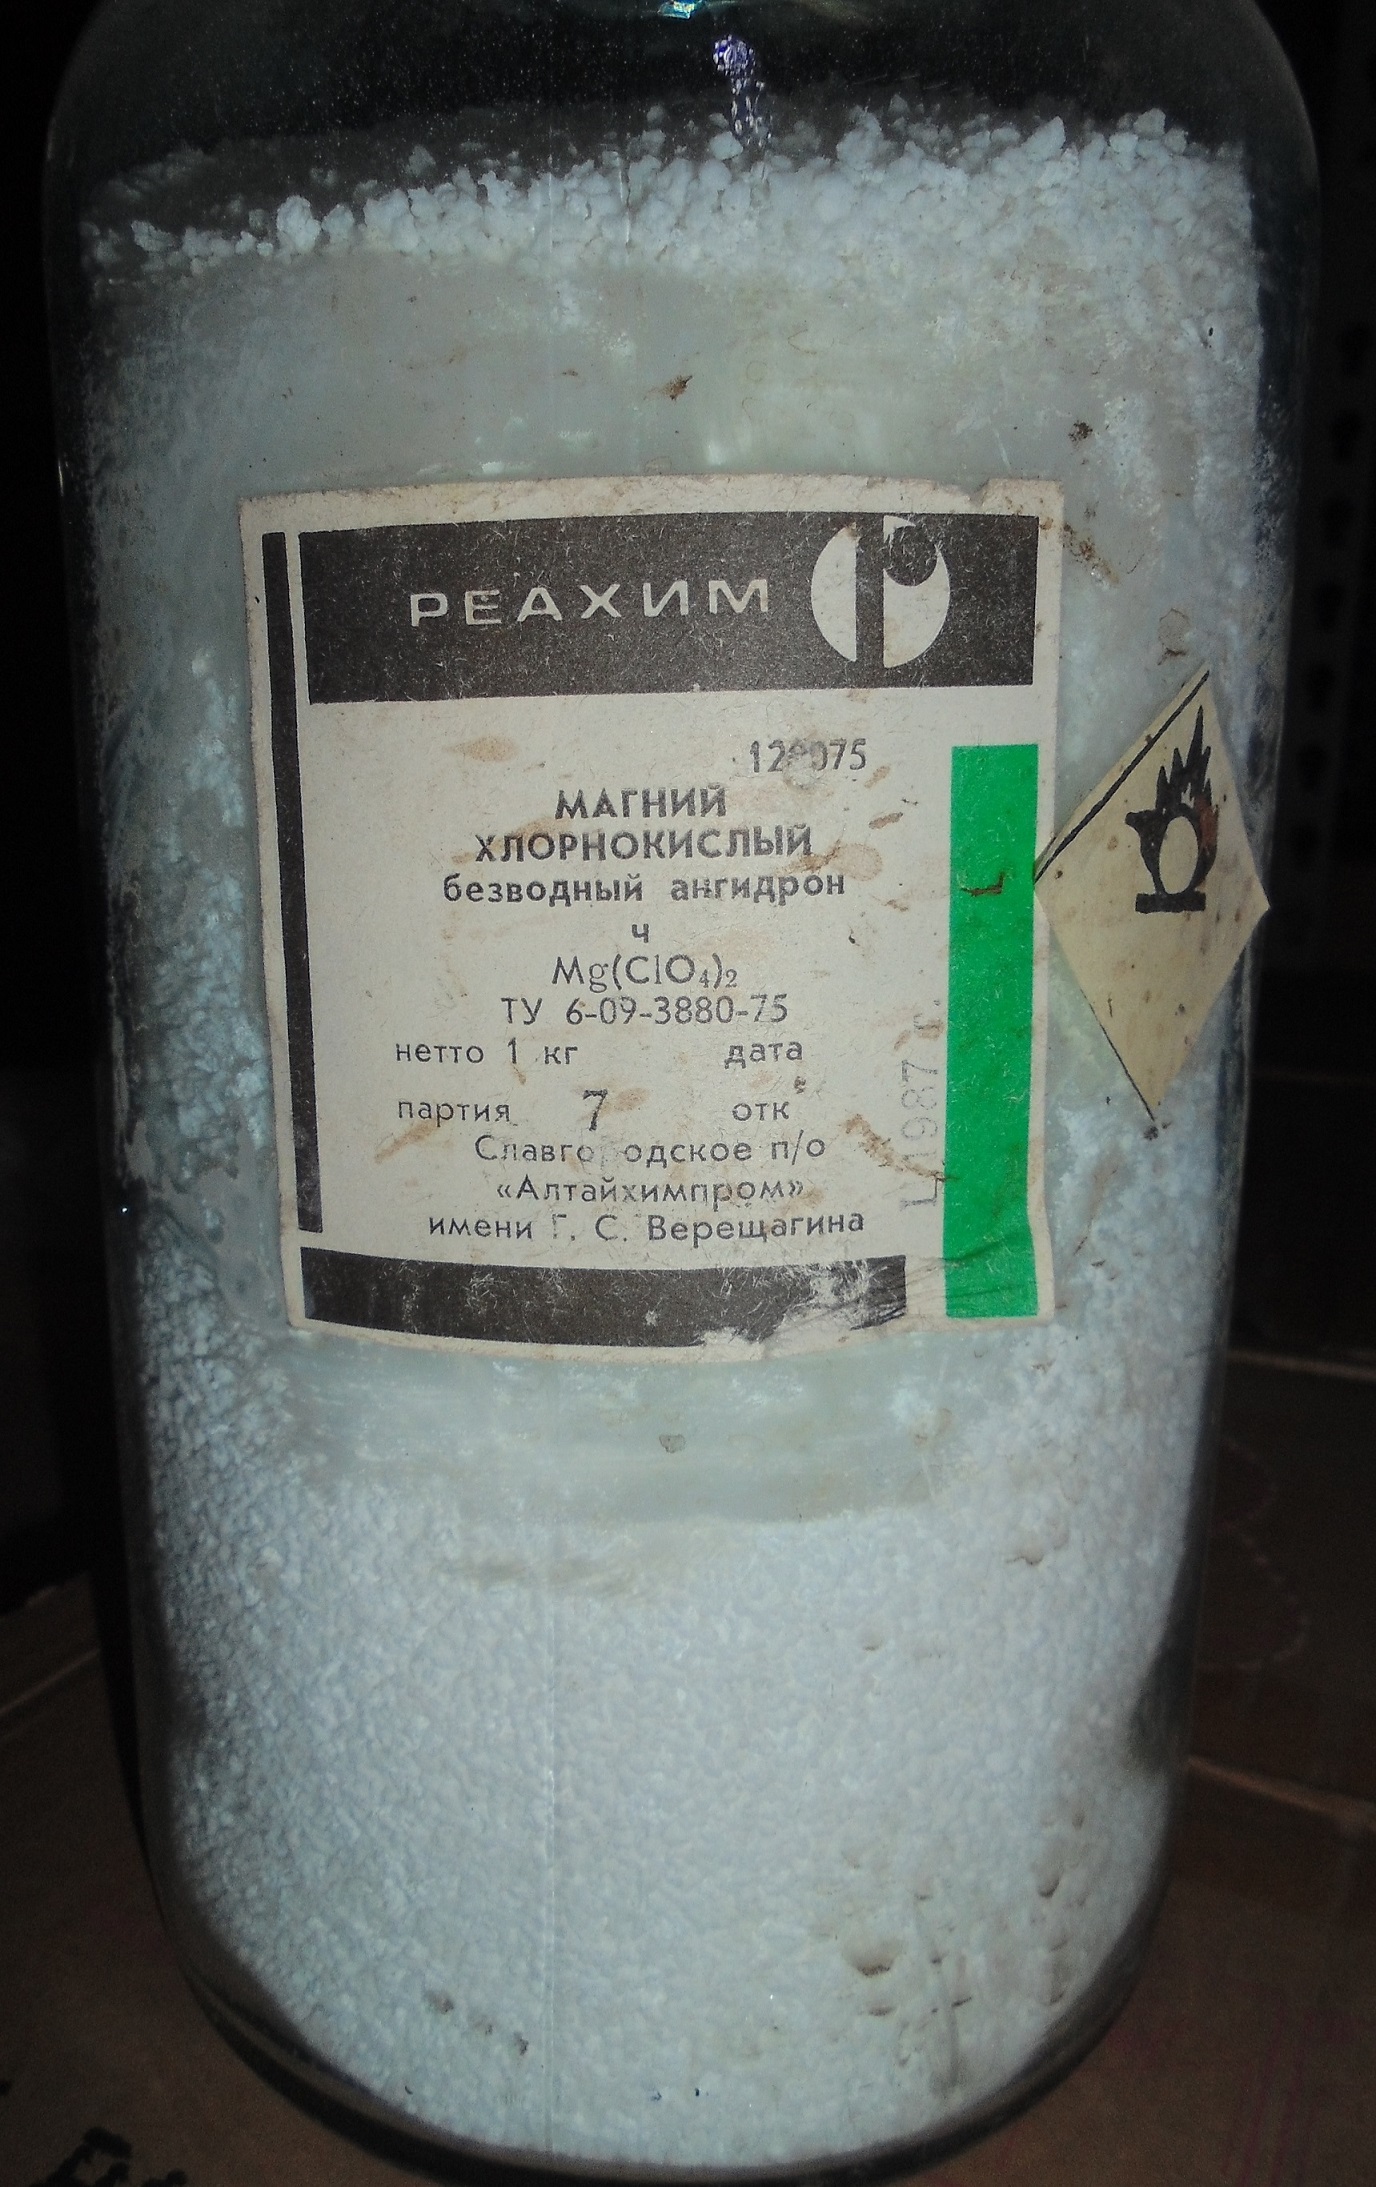 РЕАХИМ
МАГНИЙ
ХЛОРНОКИСЛЫЙ
безводный ангидрон
ч
Mg(ClO₄)₂
ТУ 6-09-3880-75
нетто 1 кг дата
партия 7 отк
Славгородское п/о
«Алтайхимпром»
имени Г. С. Верещагина
1987 г.